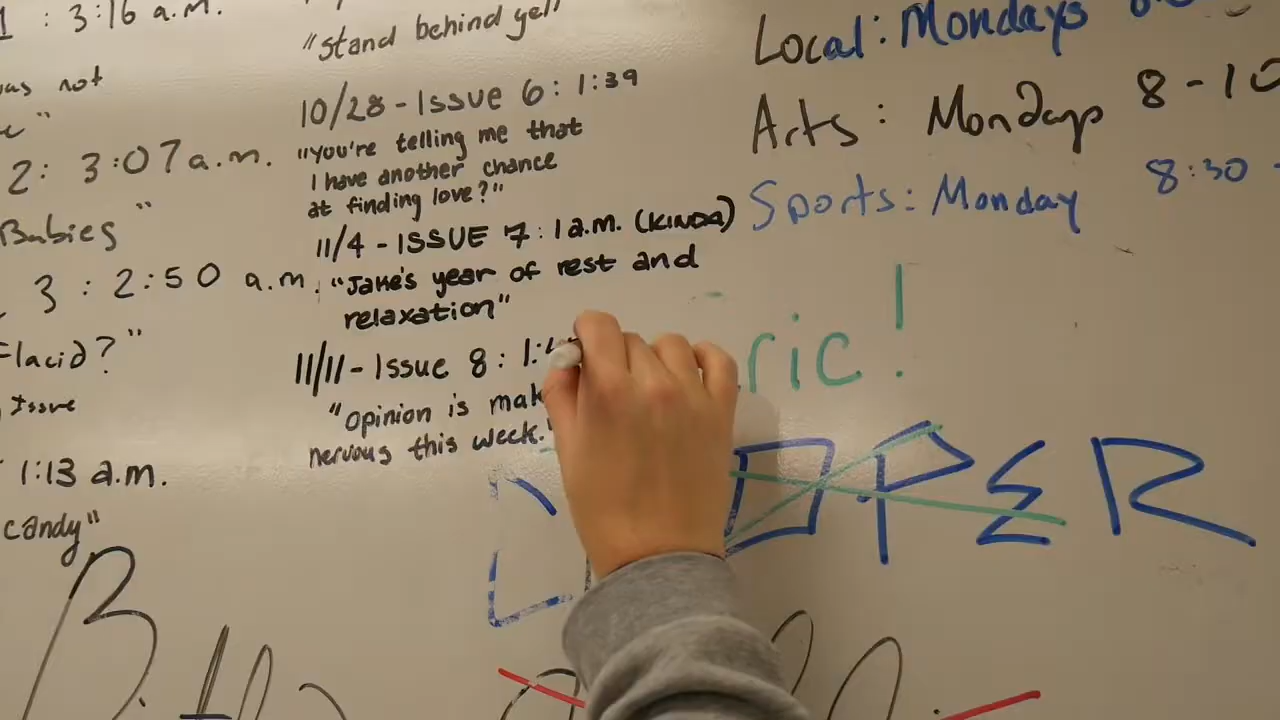 1 : 3:16 a.m.
was not
2: 3:07 a.m.
Babies"
3 : 2:50 a.m.
Flacid?"
Issue
1:13 a.m.
candy"
"stand behind yell
10/28 - Issue 6: 1:39
"You're telling me that
I have another chance
at finding love?"
11/4 - ISSUE 7: 1 a.m. (KINDA)
"Jake's year of rest and
relaxation"
11/11 - Issue 8: 1:
"Opinion is mak
nervous this week."
Local: Mondays
Arts: Mondays 8-10
Sports: Monday 8:30 -
ric!
OPER